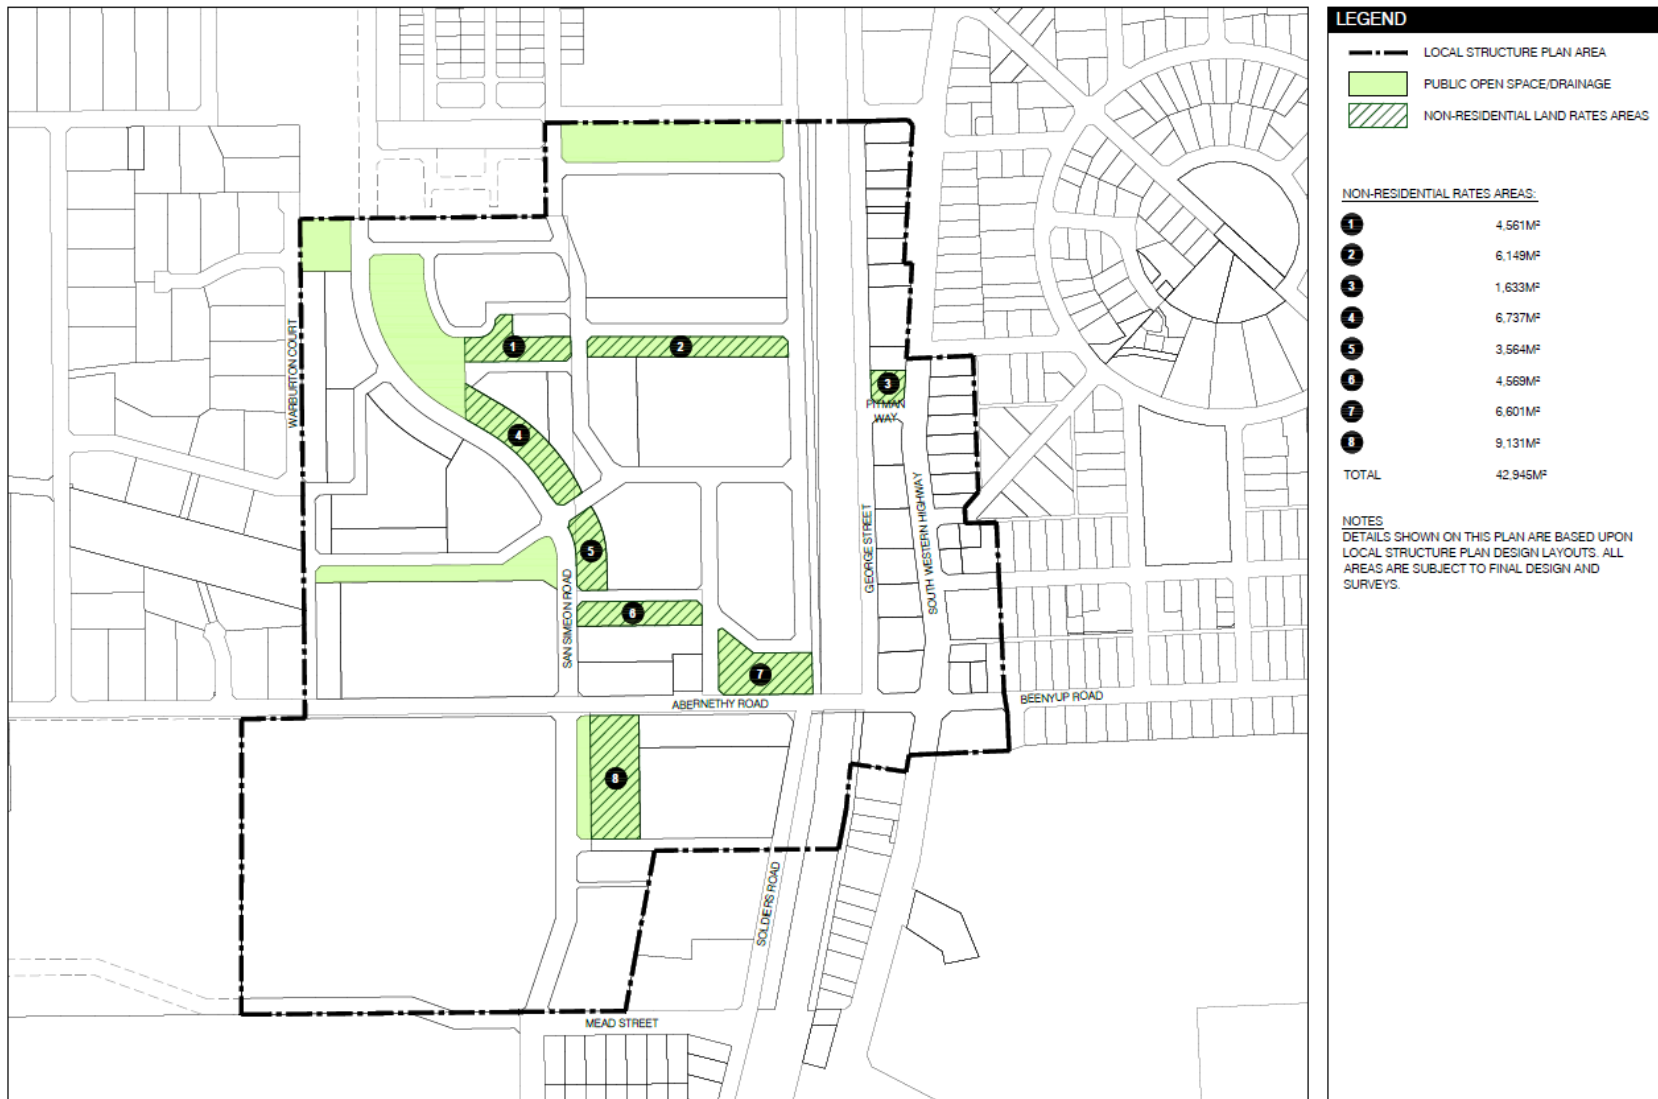 LEGEND
LOCAL STRUCTURE PLAN AREA
PUBLIC OPEN SPACE/DRAINAGE
NON-RESIDENTIAL LAND RATES AREAS
NON-RESIDENTIAL RATES AREAS:
1 4,561M²
2 6,149M²
3 1,633M²
4 6,737M²
5 3,564M²
6 4,569M²
7 6,601M²
8 9,131M²
TOTAL 42,945M²
NOTES
DETAILS SHOWN ON THIS PLAN ARE BASED UPON
LOCAL STRUCTURE PLAN DESIGN LAYOUTS. ALL
AREAS ARE SUBJECT TO FINAL DESIGN AND
SURVEYS.
WARBURTON COURT
1
2
3
PITMAN
WAY
4
GEORGE STREET
SOUTH WESTERN HIGHWAY
5
SAN SIMEON ROAD
6
7
ABERNETHY ROAD
BEENYUP ROAD
8
SOLDIERS ROAD
MEAD STREET